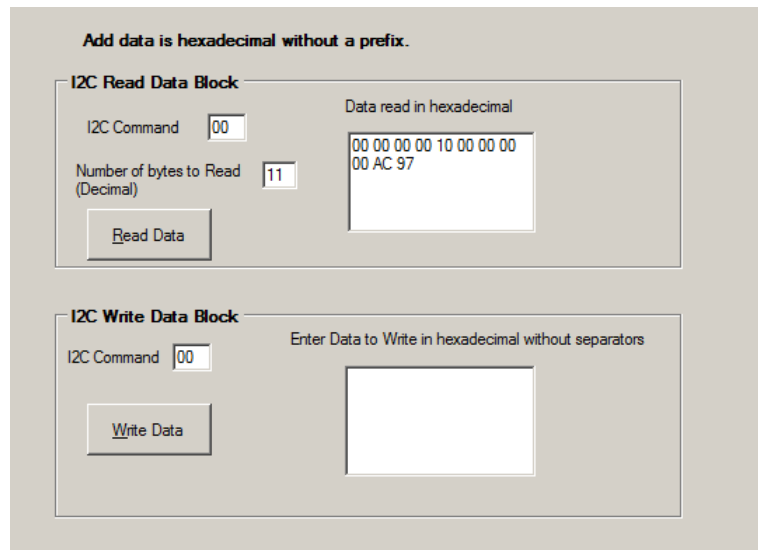 Add data is hexadecimal without a prefix.
I2C Read Data Block
I2C Command 00
Data read in hexadecimal
00 00 00 00 10 00 00 00
00 AC 97
Number of bytes to Read
(Decimal)
11
Read Data
I2C Write Data Block
I2C Command 00
Enter Data to Write in hexadecimal without separators
Write Data